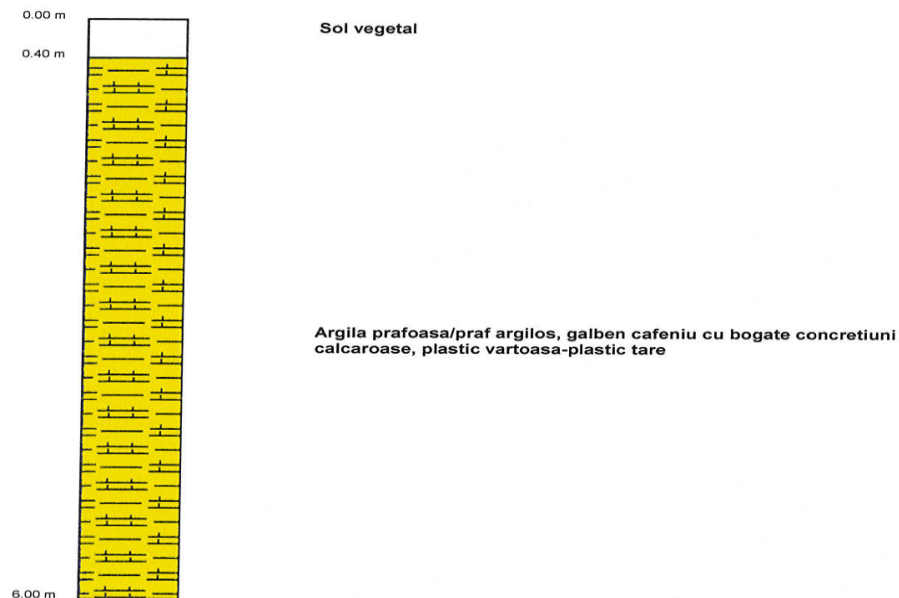 0.00 m
Sol vegetal
0.40 m
Argila prafoasa/praf argilos, galben cafeniu cu bogate concretiuni
calcaroase, plastic vartoasa-plastic tare
6.00 m